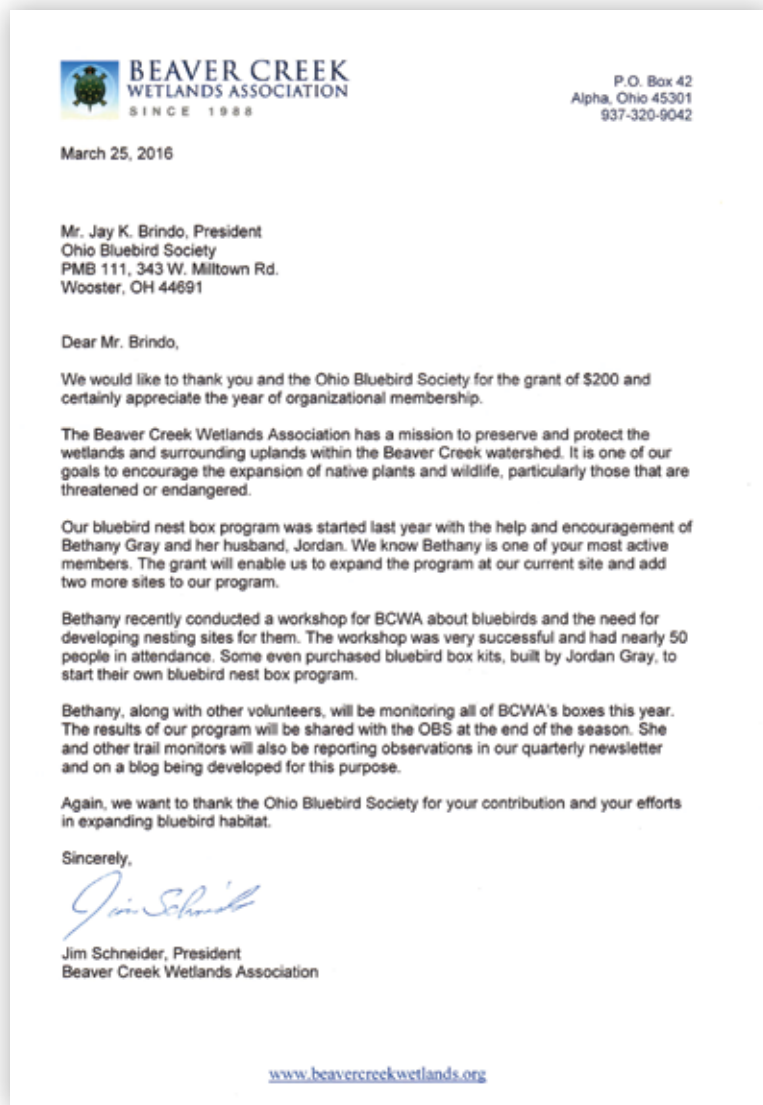 BEAVER CREEK
WETLANDS ASSOCIATION
SINCE 1988
P.O. Box 42
Alpha, Ohio 45301
937-320-9042
March 25, 2016
Mr. Jay K. Brindo, President
Ohio Bluebird Society
PMB 111, 343 W. Milltown Rd.
Wooster, OH 44691
Dear Mr. Brindo,
We would like to thank you and the Ohio Bluebird Society for the grant of $200 and
certainly appreciate the year of organizational membership.
The Beaver Creek Wetlands Association has a mission to preserve and protect the
wetlands and surrounding uplands within the Beaver Creek watershed. It is one of our
goals to encourage the expansion of native plants and wildlife, particularly those that are
threatened or endangered.
Our bluebird nest box program was started last year with the help and encouragement of
Bethany Gray and her husband, Jordan. We know Bethany is one of your most active
members. The grant will enable us to expand the program at our current site and add
two more sites to our program.
Bethany recently conducted a workshop for BCWA about bluebirds and the need for
developing nesting sites for them. The workshop was very successful and had nearly 50
people in attendance. Some even purchased bluebird box kits, built by Jordan Gray, to
start their own bluebird nest box program.
Bethany, along with other volunteers, will be monitoring all of BCWA's boxes this year.
The results of our program will be shared with the OBS at the end of the season. She
and other trail monitors will also be reporting observations in our quarterly newsletter
and on a blog being developed for this purpose.
Again, we want to thank the Ohio Bluebird Society for your contribution and your efforts
in expanding bluebird habitat.
Sincerely,
Jim Schneider
Jim Schneider, President
Beaver Creek Wetlands Association
www.beavercreekwetlands.org